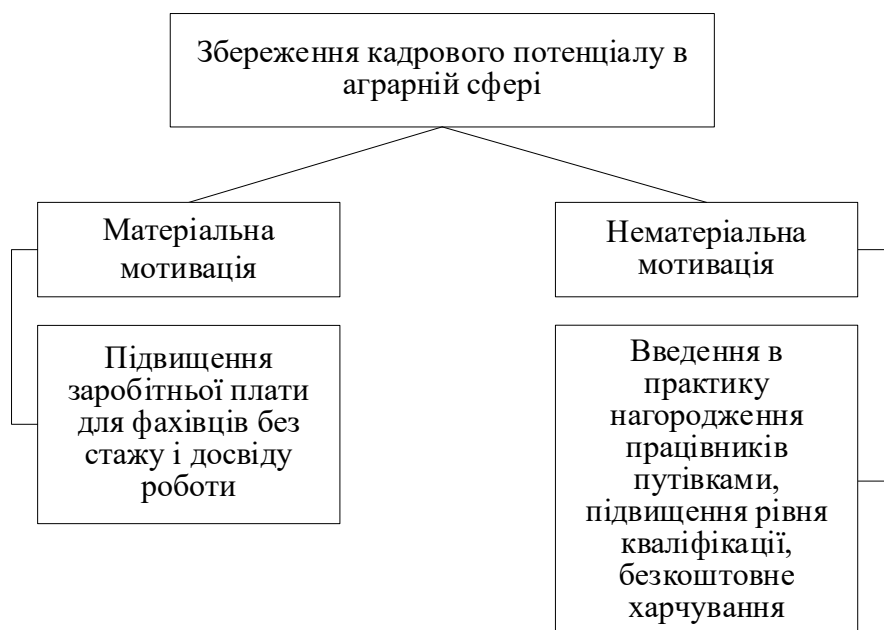 Збереження кадрового потенціалу в
аграрній сфері
Матеріальна
мотивація
Нематеріальна
мотивація
Підвищення
заробітньої плати
для фахівців без
стажу і досвіду
роботи
Введення в
практику
нагородження
працівників
путівками,
підвищення рівня
кваліфікації,
безкоштовне
харчування